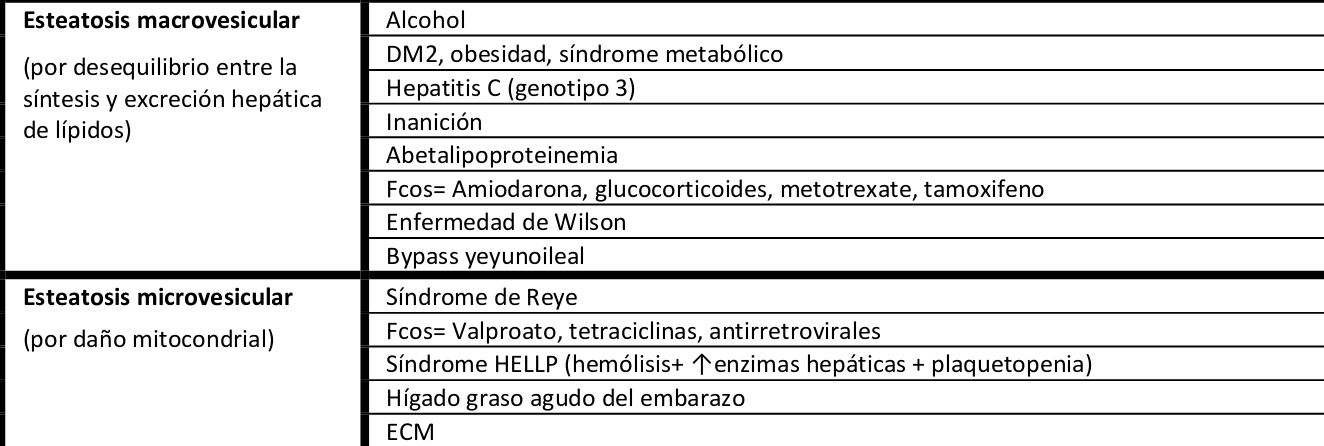 Esteatosis macrovesicular
(por desequilibrio entre la
síntesis y excreción hepática
de lípidos)
Alcohol
DM2, obesidad, síndrome metabólico
Hepatitis C (genotipo 3)
Inanición
Abetalipoproteinemia
Fcos= Amiodarona, glucocorticoides, metotrexate, tamoxifeno
Enfermedad de Wilson
Bypass yeyunoileal
Esteatosis microvesicular
(por daño mitocondrial)
Síndrome de Reye
Fcos= Valproato, tetraciclinas, antirretrovirales
Síndrome HELLP (hemólisis+ ↑enzimas hepáticas + plaquetopenia)
Hígado graso agudo del embarazo
ECM